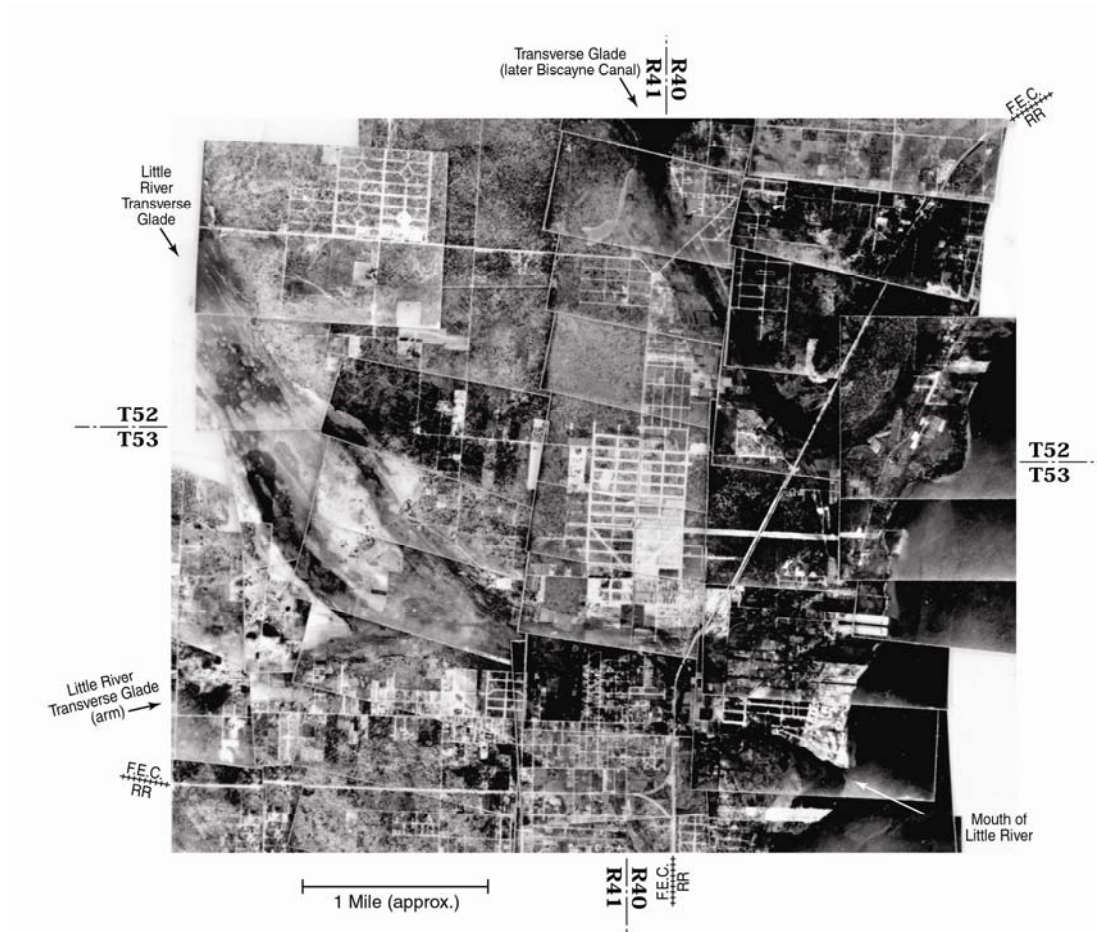 Transverse Glade
(later Biscayne Canal)
R41
R40
F.E.C.
RR
Little
River
Transverse
Glade
T52
T53
T52
T53
Little River
Transverse Glade
(arm)
F.E.C.
RR
Mouth of
Little River
1 Mile (approx.)
R41
R40
F.E.C.
RR